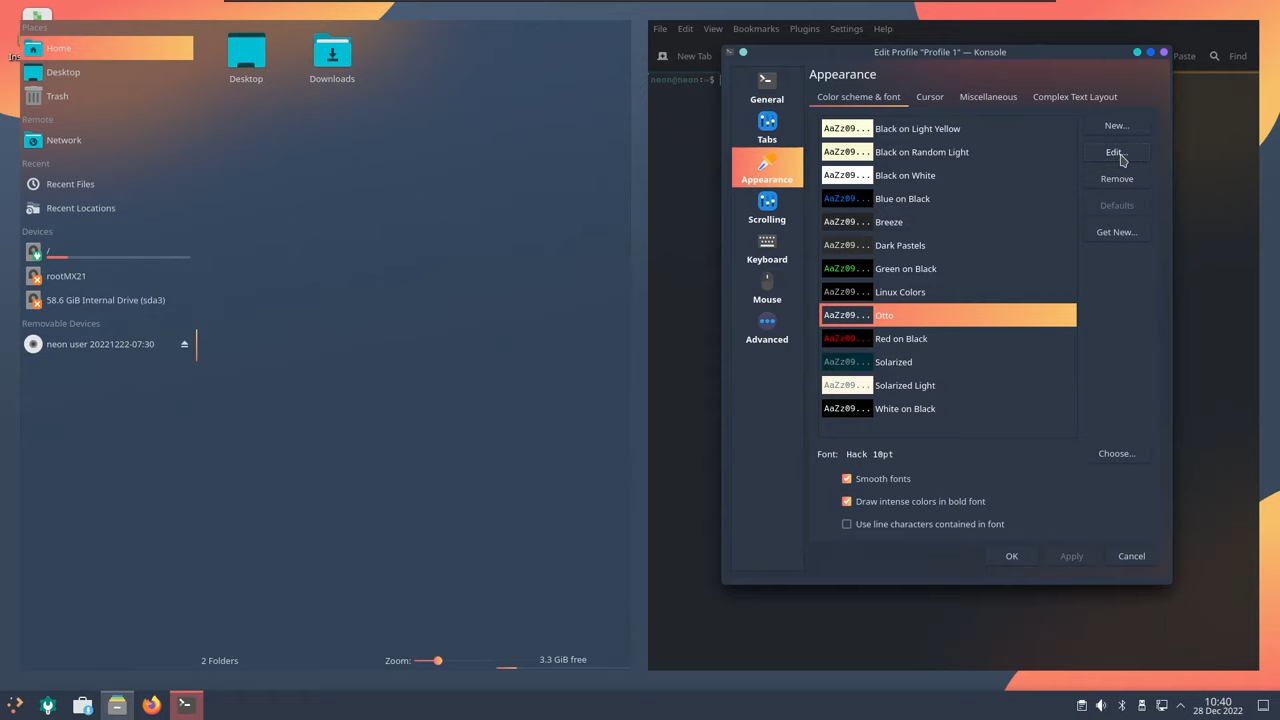 Places
Home
Desktop
Trash
Remote
Network
Recent
Recent Files
Recent Locations
Devices
/
rootMX21
58.6 GiB Internal Drive (sda3)
Removable Devices
neon user 20221222-07:30
Desktop
Downloads
2 Folders
Zoom:
3.3 GiB free
File Edit View Bookmarks Plugins Settings Help
New Tab
Paste
Find
neon@neon:~$
Edit Profile "Profile 1" — Konsole
General
Tabs
Appearance
Scrolling
Keyboard
Mouse
Advanced
Appearance
Color scheme & font Cursor Miscellaneous Complex Text Layout
AaZz09... Black on Light Yellow
AaZz09... Black on Random Light
AaZz09... Black on White
AaZz09... Blue on Black
AaZz09... Breeze
AaZz09... Dark Pastels
AaZz09... Green on Black
AaZz09... Linux Colors
AaZz09... Otto
AaZz09... Red on Black
AaZz09... Solarized
AaZz09... Solarized Light
AaZz09... White on Black
New...
Edit...
Remove
Defaults
Get New...
Font: Hack 10pt
Choose...
Smooth fonts
Draw intense colors in bold font
Use line characters contained in font
OK
Apply
Cancel
10:40
28 Dec 2022